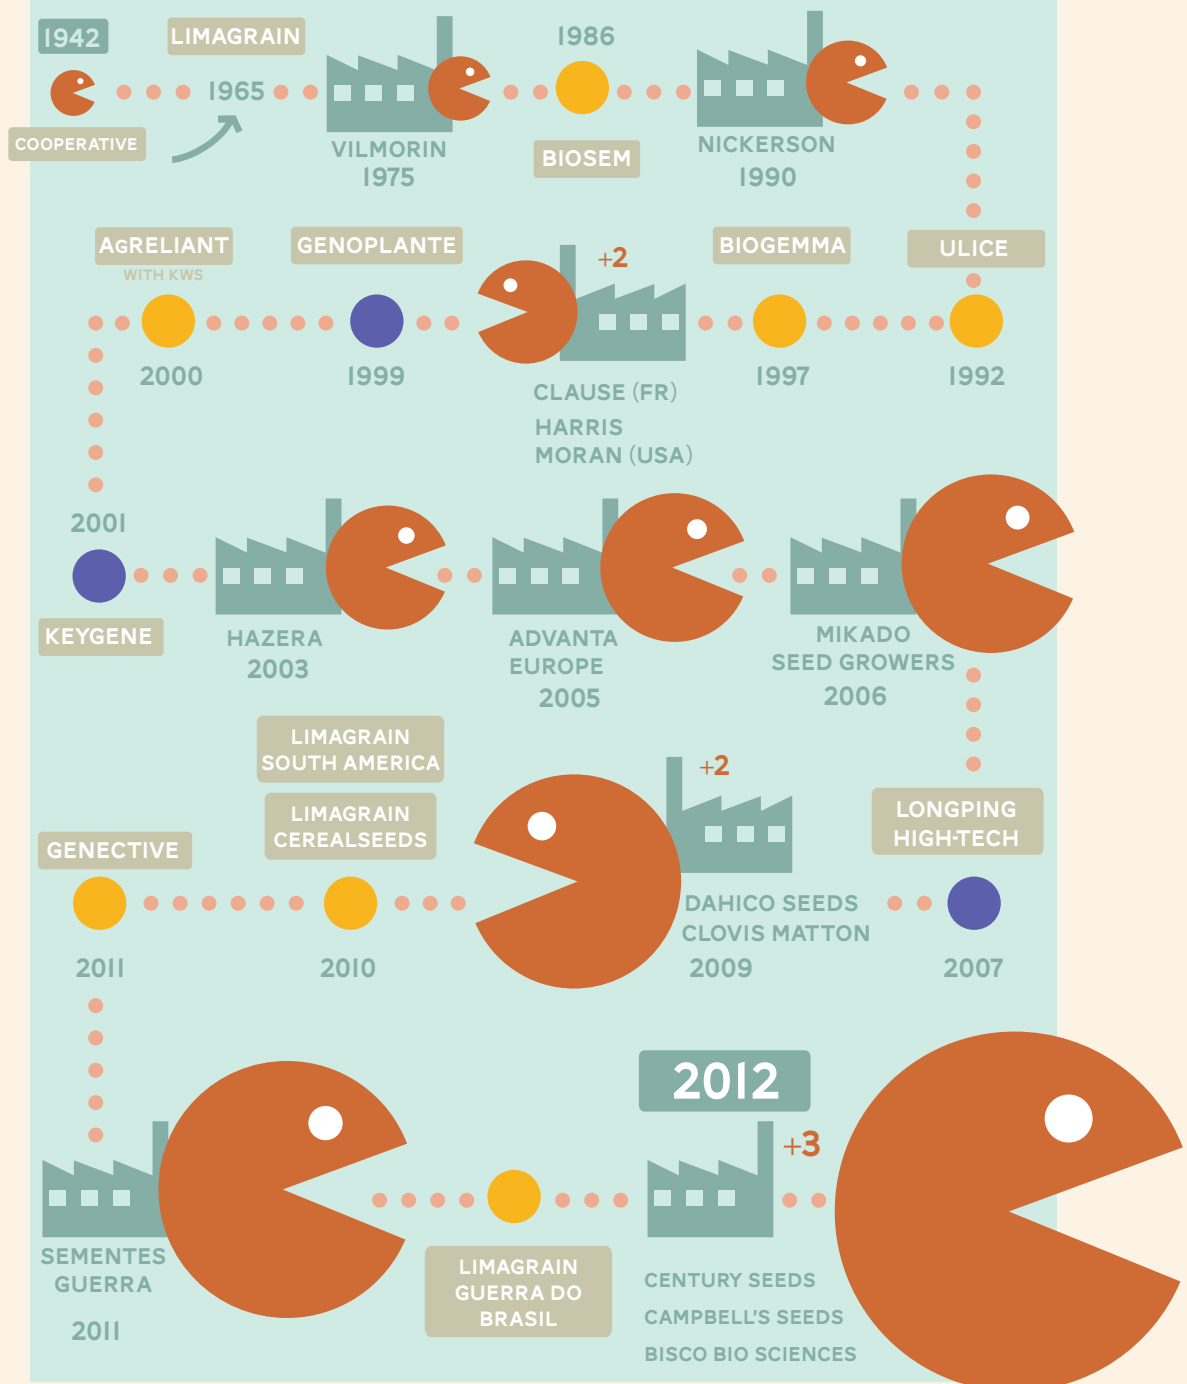 1942
LIMAGRAIN
1965
COOPERATIVE
VILMORIN
1975
1986
BIOSEM
NICKERSON
1990
ULICE
1992
BIOGEMMA
1997
+2
CLAUSE (FR)
HARRIS
MORAN (USA)
GENOPLANTE
1999
AGRELIANT
WITH KWS
2000
2001
KEYGENE
HAZERA
2003
ADVANTA
EUROPE
2005
MIKADO
SEED GROWERS
2006
LONGPING
HIGH-TECH
2007
+2
DAHICO SEEDS
CLOVIS MATTON
2009
LIMAGRAIN
SOUTH AMERICA
LIMAGRAIN
CEREALSEEDS
2010
GENECTIVE
2011
SEMENTES
GUERRA
2011
LIMAGRAIN
GUERRA DO
BRASIL
2012
+3
CENTURY SEEDS
CAMPBELL'S SEEDS
BISCO BIO SCIENCES